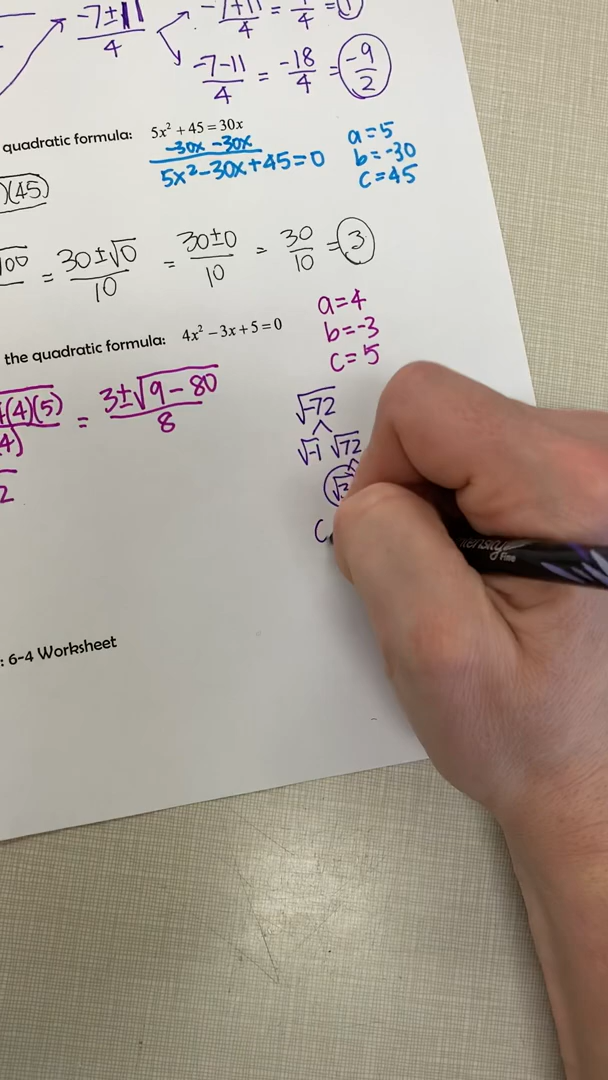 -7±11/4 -7+11/4 = 4/4 = 1
-7-11/4 = -18/4 = -9/2
quadratic formula: 5x² + 45 = 30x
-30x -30x
5x²-30x+45=0
a=5
b=-30
c=45
)(45)
= 30±√0/10 = 30±0/10 = 30/10 = 3
the quadratic formula: 4x² − 3x + 5 = 0
a=4
b=-3
c=5
(4)(5) = 3±√9-80/8
4)
2
√-72
√-1 √72
√2
: 6-4 Worksheet
Fine